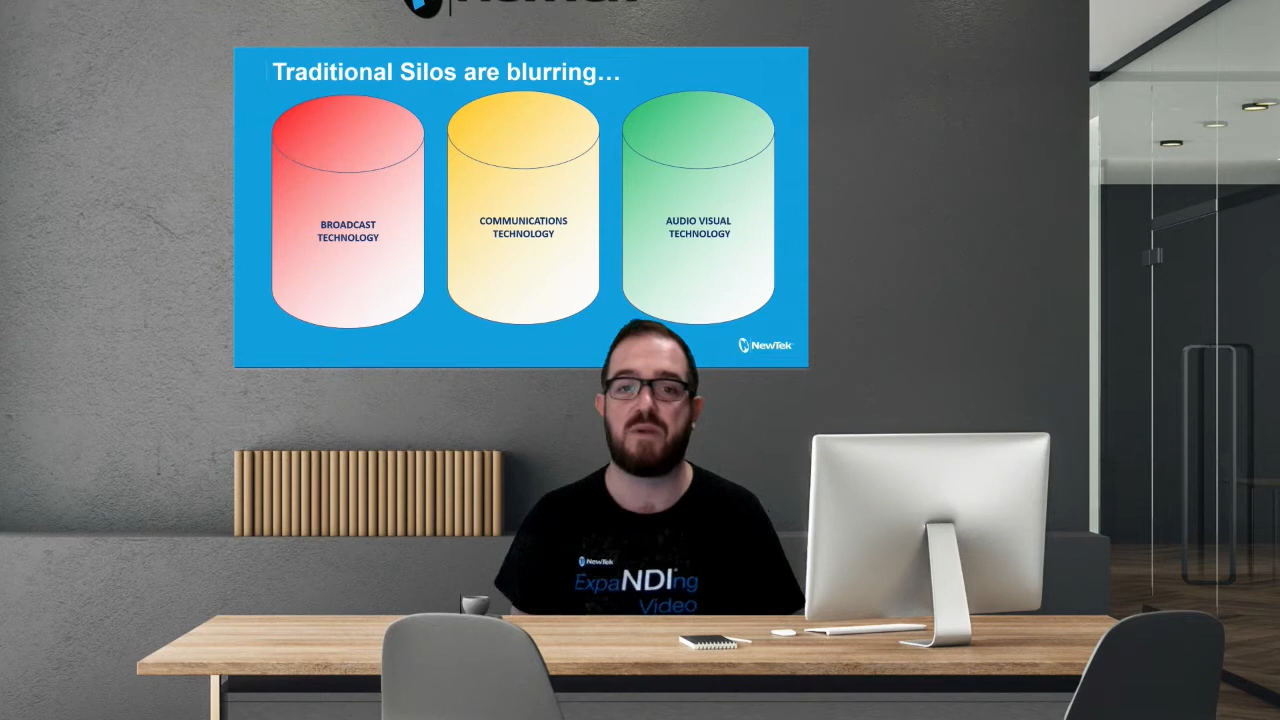 Traditional Silos are blurring...
BROADCAST
TECHNOLOGY
COMMUNICATIONS
TECHNOLOGY
AUDIO VISUAL
TECHNOLOGY
NewTek
NewTek
ExpaNDIng
Video